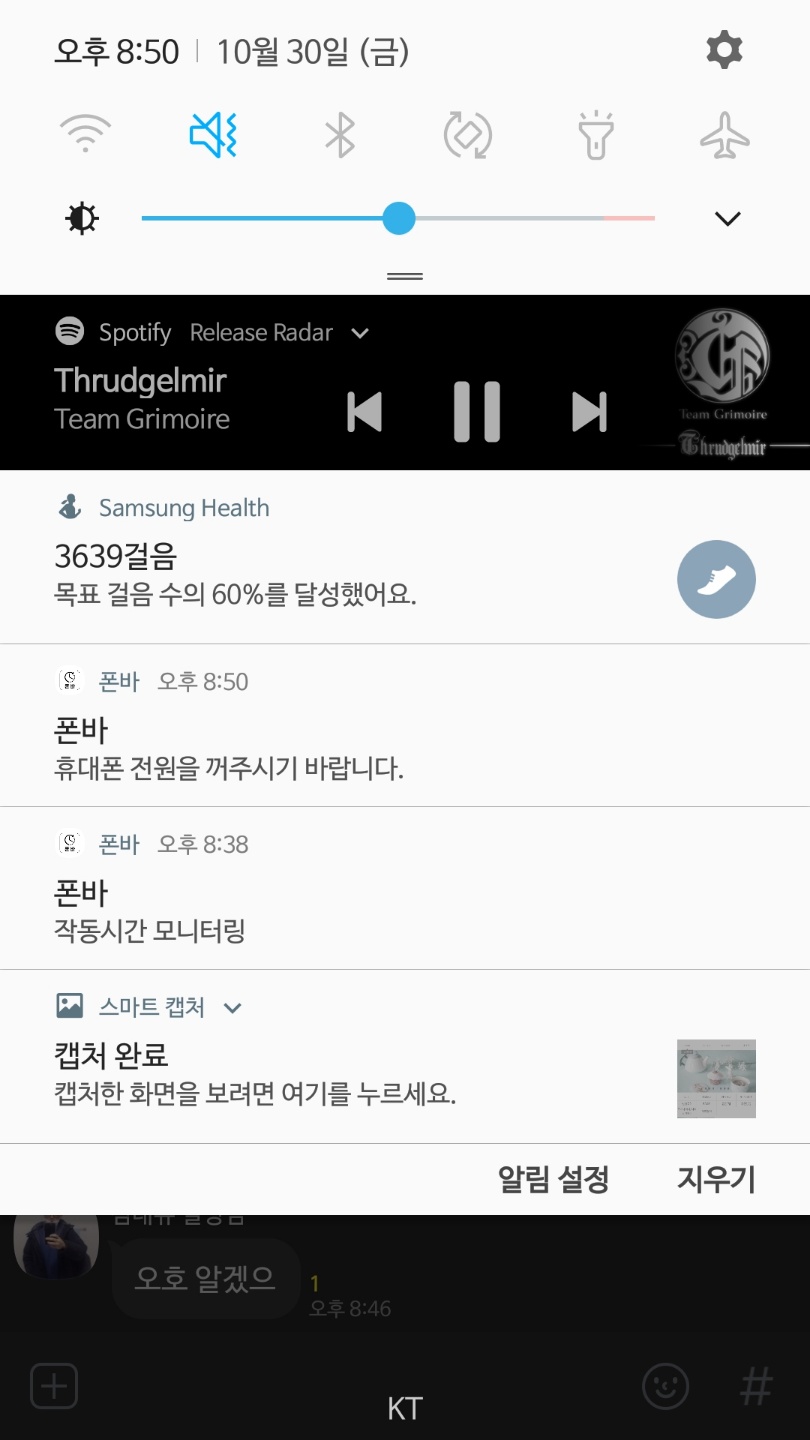 오후 8:50 | 10월 30일 (금)
Spotify Release Radar
Thrudgelmir
Team Grimoire
Team Grimoire
Thrudgelmir
Samsung Health
3639걸음
목표 걸음 수의 60%를 달성했어요.
폰바 오후 8:50
폰바
휴대폰 전원을 꺼주시기 바랍니다.
폰바 오후 8:38
폰바
작동시간 모니터링
스마트 캡처
캡처 완료
캡처한 화면을 보려면 여기를 누르세요.
알림 설정 지우기
오호 알겠으
1
오후 8:46
#
KT